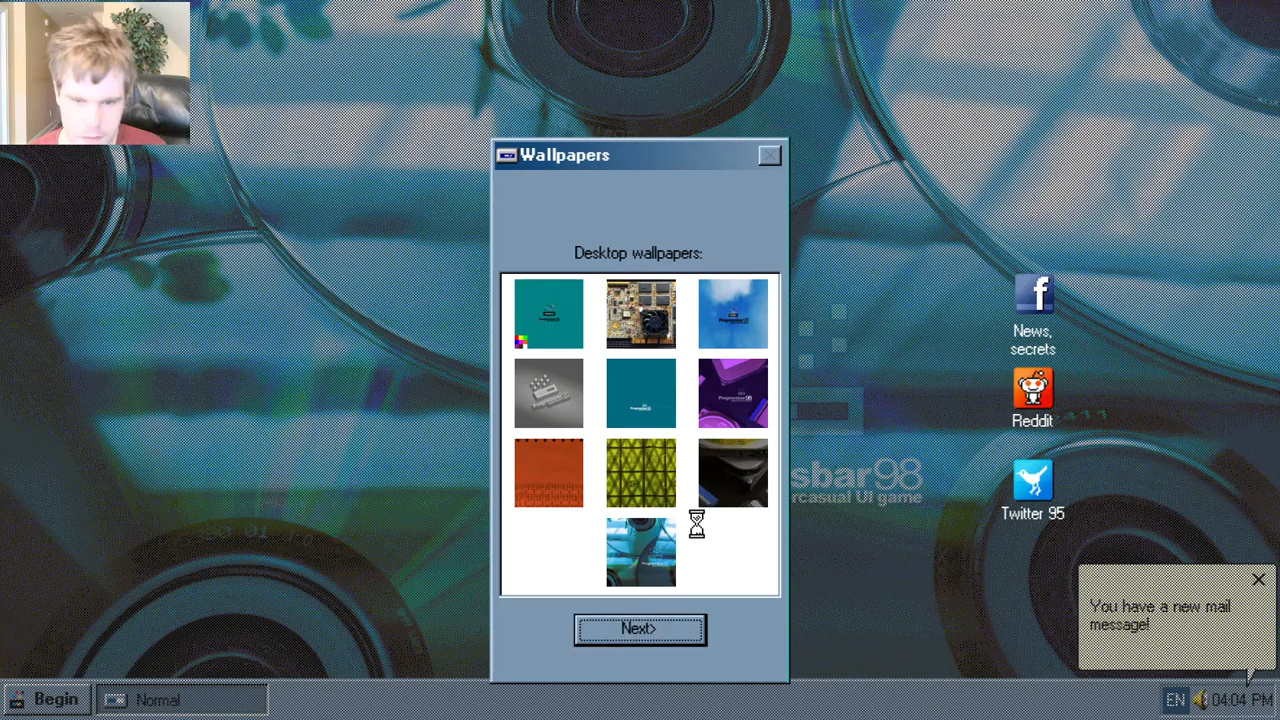 Wallpapers
Desktop wallpapers:
News,
secrets
Reddit
Twitter 95
sbar98
rcasual UI game
You have a new mail
message!
Next>
Begin
Normal
EN
04:04 PM